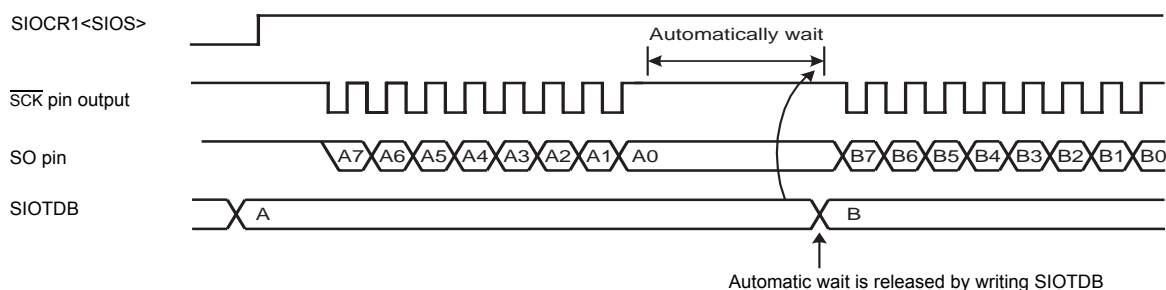 SIOCR1<SIOS>
Automatically wait
SCK pin output
SO pin
A7 A6 A5 A4 A3 A2 A1 A0 B7 B6 B5 B4 B3 B2 B1 B0
SIOTDB
A B
Automatic wait is released by writing SIOTDB